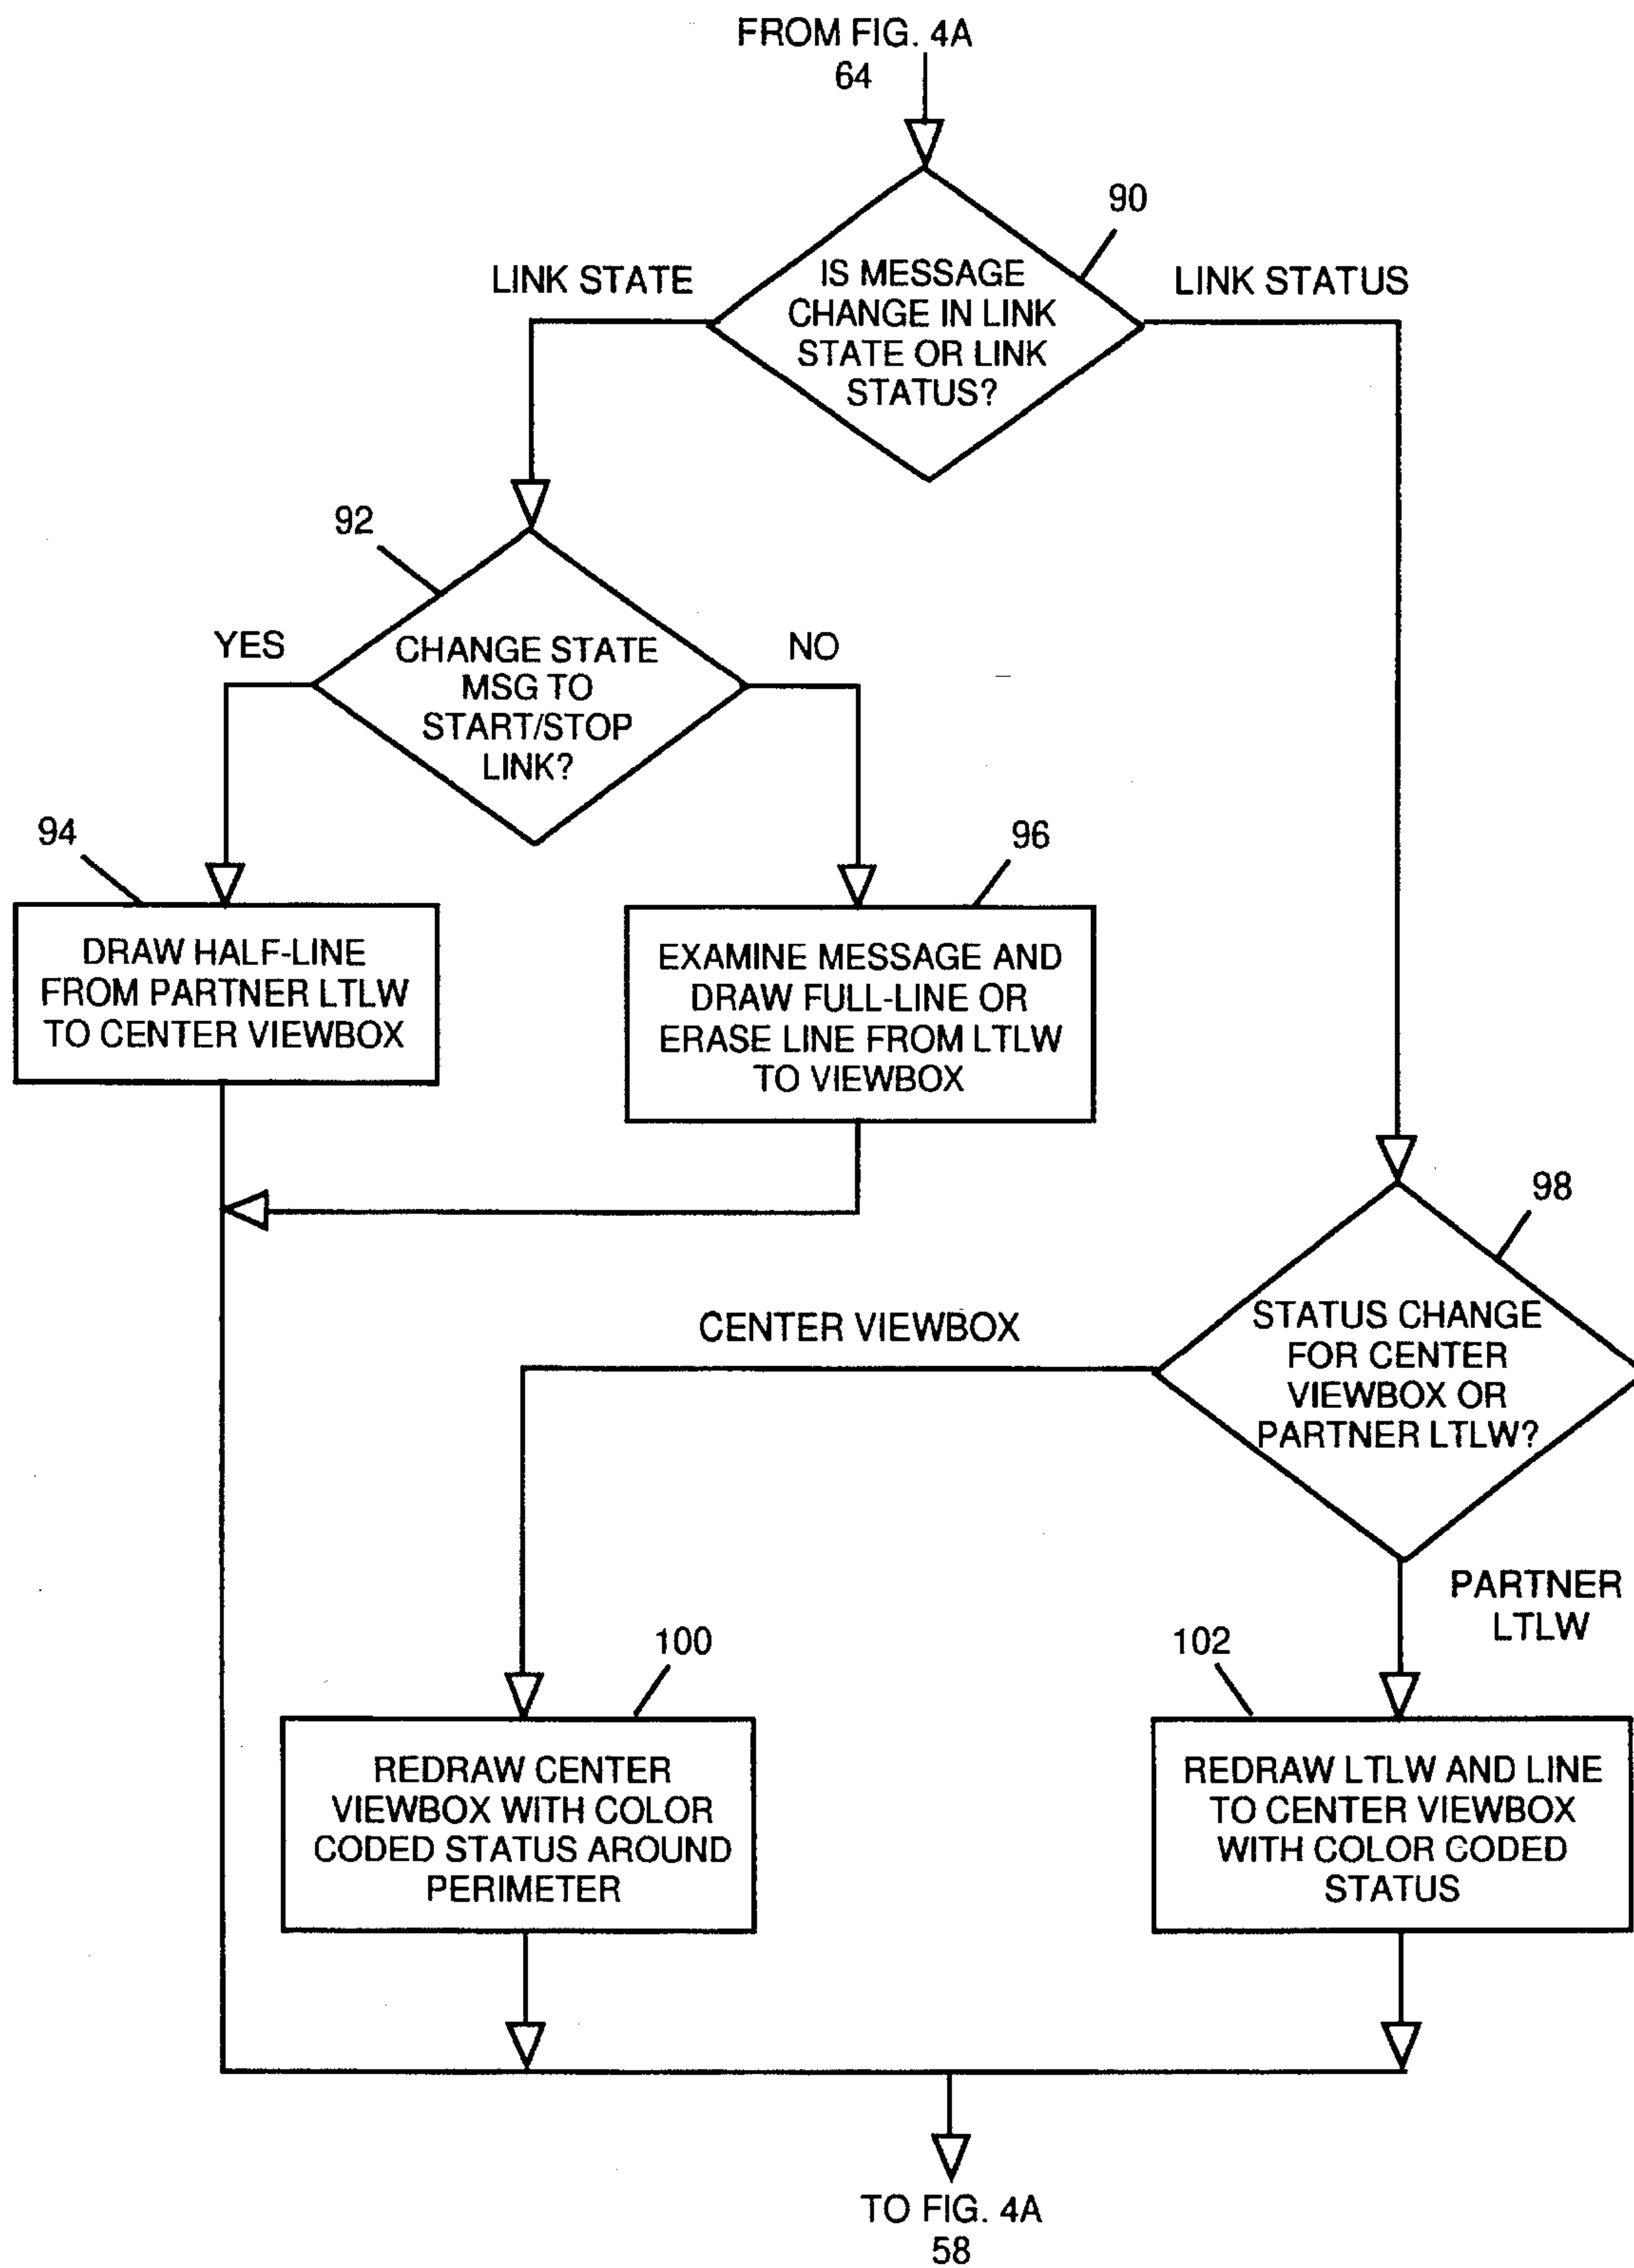 FROM FIG. 4A
64
90
LINK STATE
IS MESSAGE
CHANGE IN LINK
STATE OR LINK
STATUS?
LINK STATUS
92
YES
CHANGE STATE
MSG TO
START/STOP
LINK?
NO
94
96
DRAW HALF-LINE
FROM PARTNER LTLW
TO CENTER VIEWBOX
EXAMINE MESSAGE AND
DRAW FULL-LINE OR
ERASE LINE FROM LTLW
TO VIEWBOX
98
CENTER VIEWBOX
STATUS CHANGE
FOR CENTER
VIEWBOX OR
PARTNER LTLW?
PARTNER
LTLW
100
102
REDRAW CENTER
VIEWBOX WITH COLOR
CODED STATUS AROUND
PERIMETER
REDRAW LTLW AND LINE
TO CENTER VIEWBOX
WITH COLOR CODED
STATUS
TO FIG. 4A
58